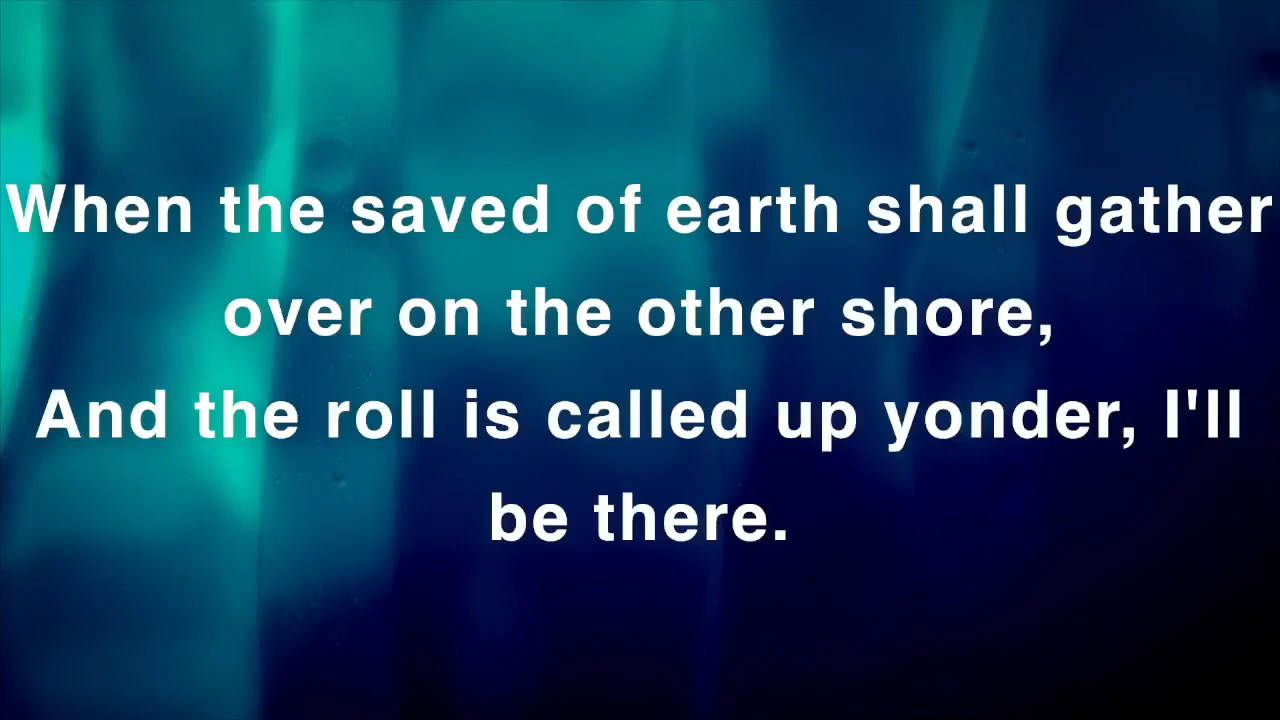 When the saved of earth shall gather
over on the other shore,
And the roll is called up yonder, I'll
be there.